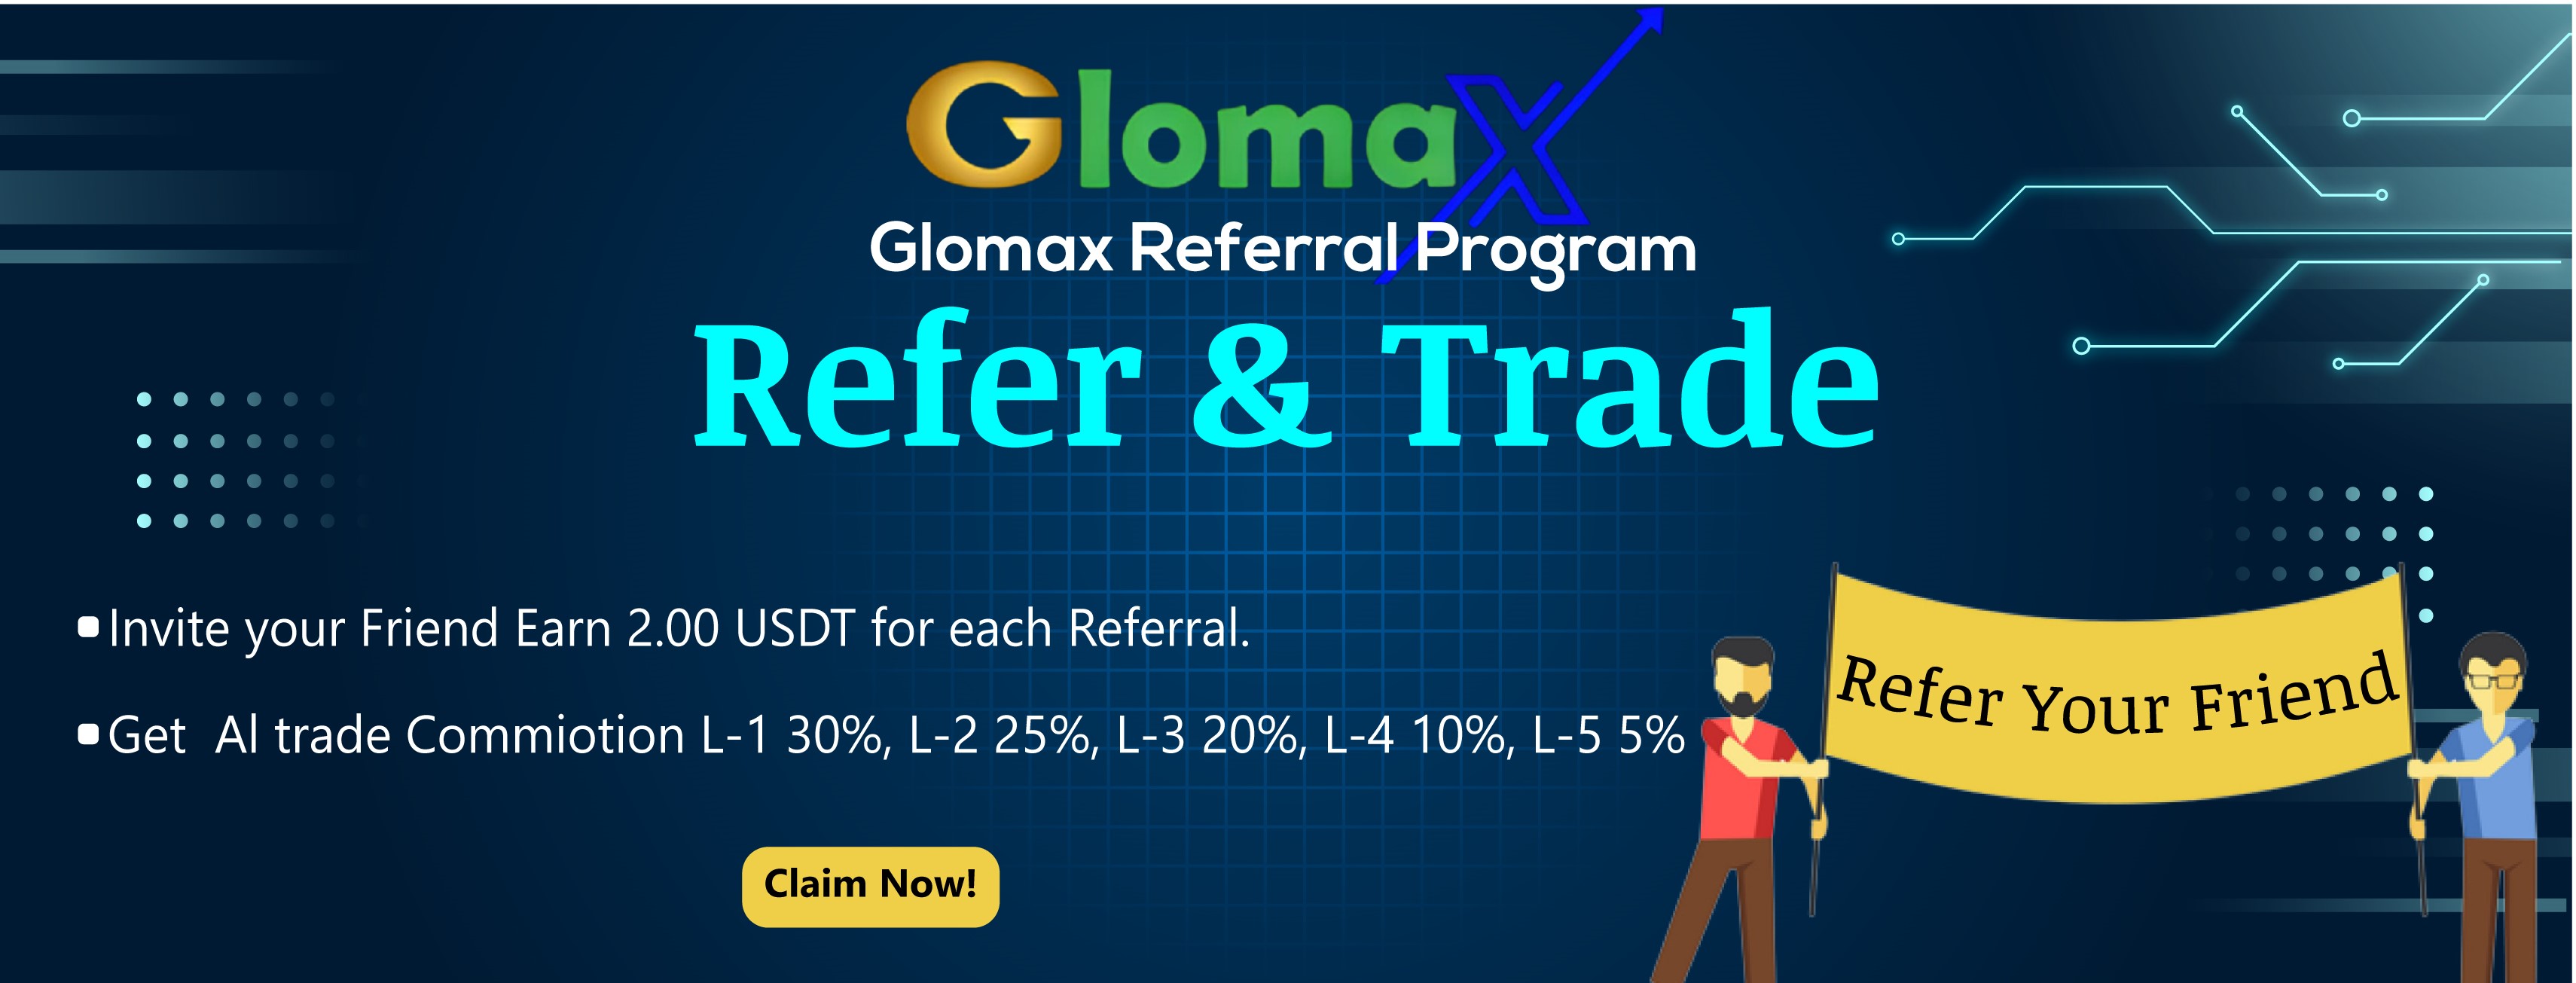 Glomax
Glomax Referral Program
Refer & Trade
Invite your Friend Earn 2.00 USDT for each Referral.
Get Al trade Commiotion L-1 30%, L-2 25%, L-3 20%, L-4 10%, L-5 5%
Refer Your Friend
Claim Now!